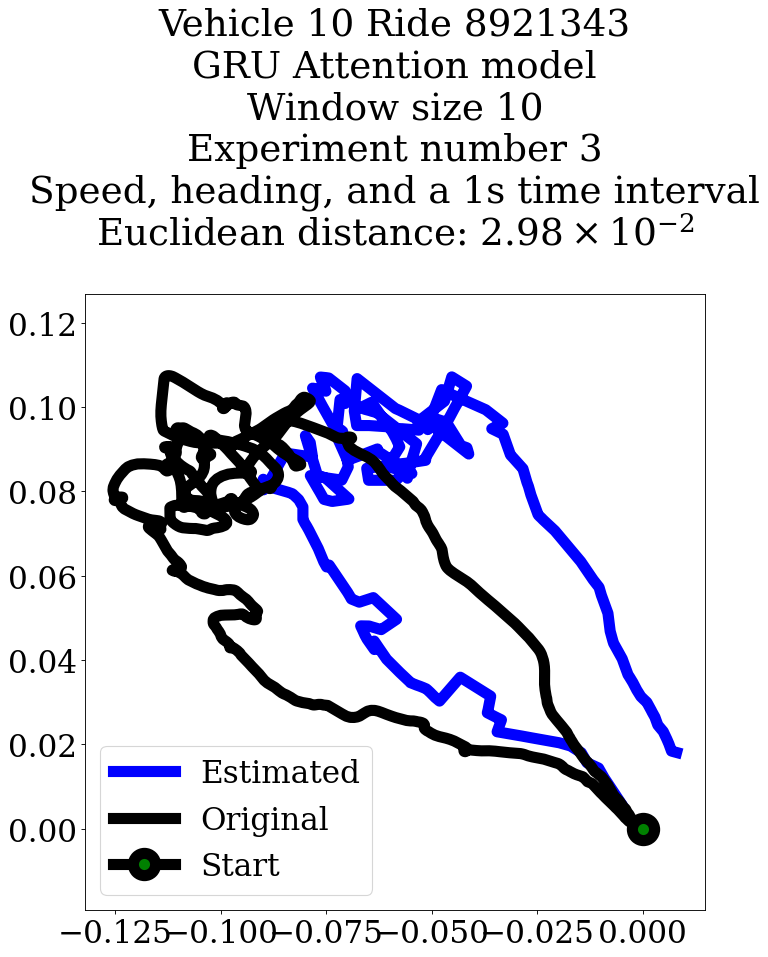 Vehicle 10 Ride 8921343
GRU Attention model
Window size 10
Experiment number 3
Speed, heading, and a 1s time interval
Euclidean distance: 2.98 × 10⁻²
0.12
0.10
0.08
0.06
0.04
0.02
0.00
Estimated
Original
Start
−0.125 −0.100 −0.075 −0.050 −0.025 0.000